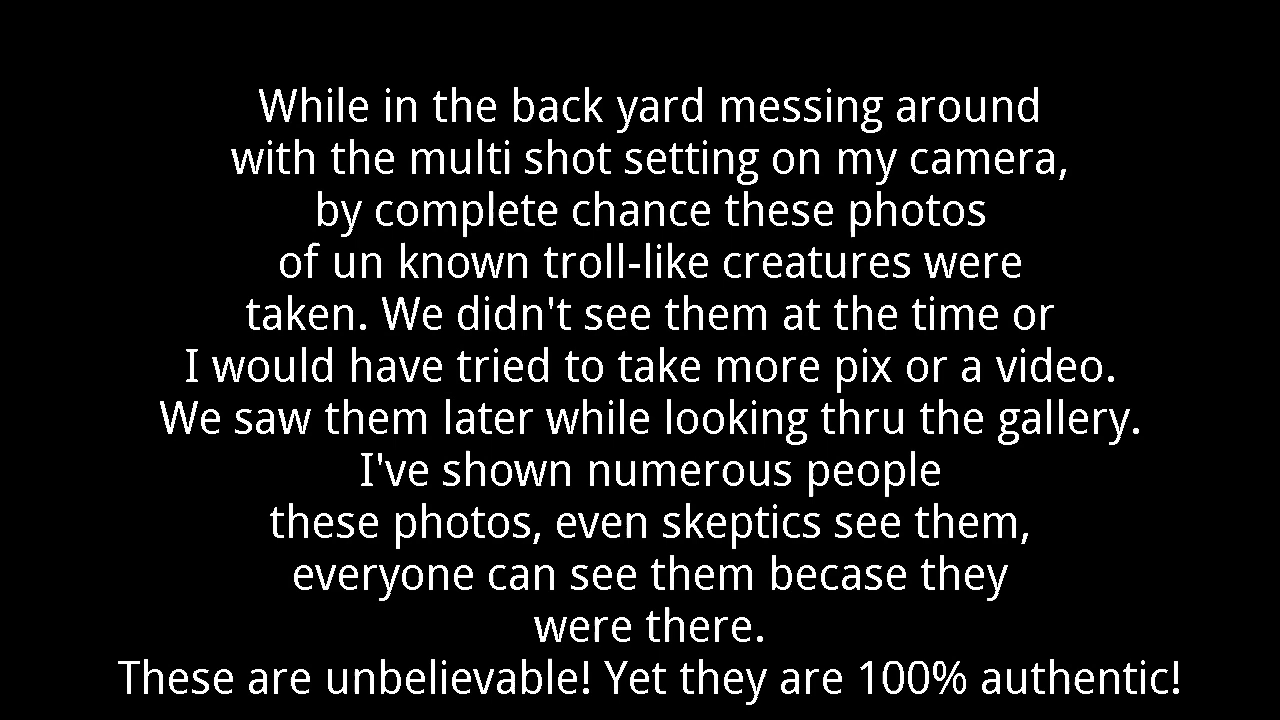 While in the back yard messing around
with the multi shot setting on my camera,
by complete chance these photos
of un known troll-like creatures were
taken. We didn't see them at the time or
I would have tried to take more pix or a video.
We saw them later while looking thru the gallery.
I've shown numerous people
these photos, even skeptics see them,
everyone can see them becase they
were there.
These are unbelievable! Yet they are 100% authentic!